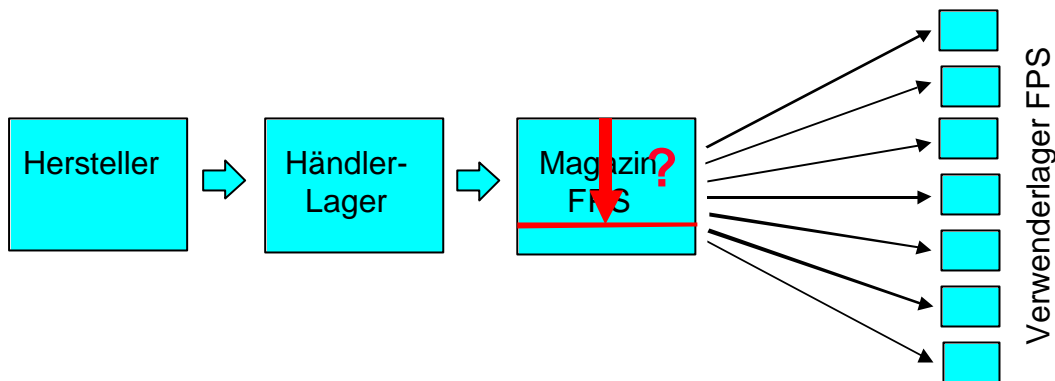 Hersteller
Händler-
Lager
Magazin
?
FPS
Verwenderlager FPS